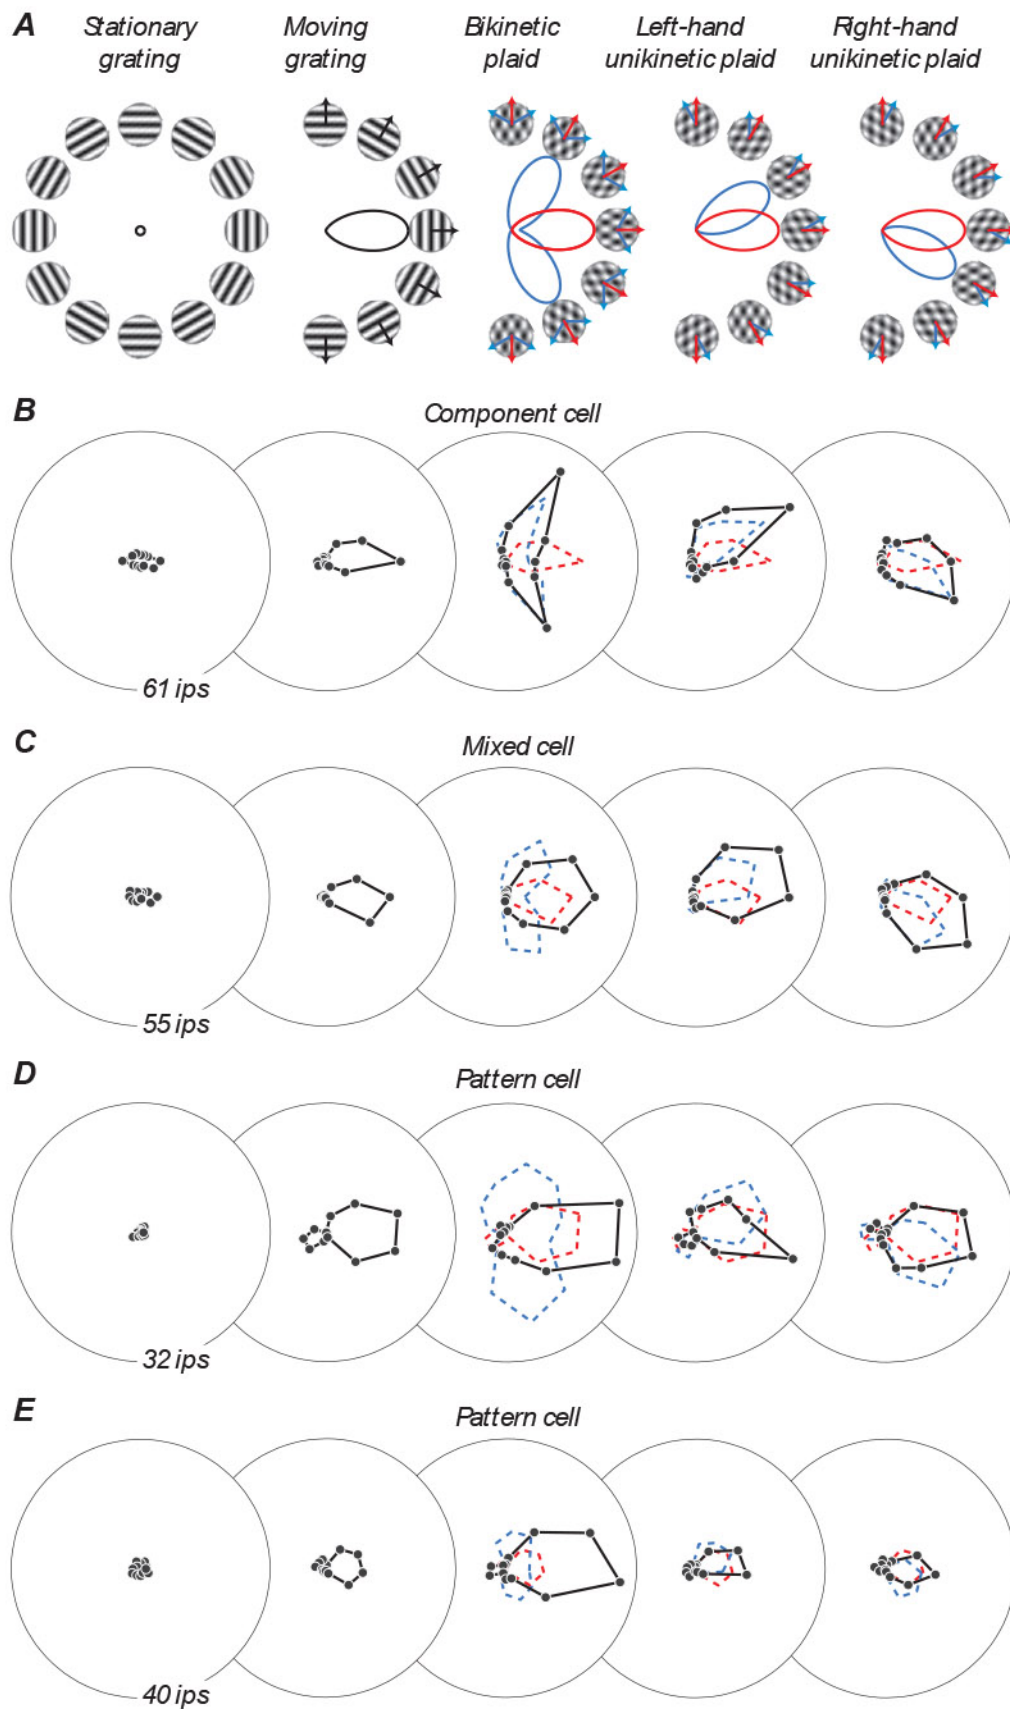 A
Stationary grating
Moving grating
Bikinetic plaid
Left-hand unikinetic plaid
Right-hand unikinetic plaid
B
Component cell
61 ips
C
Mixed cell
55 ips
D
Pattern cell
32 ips
E
Pattern cell
40 ips